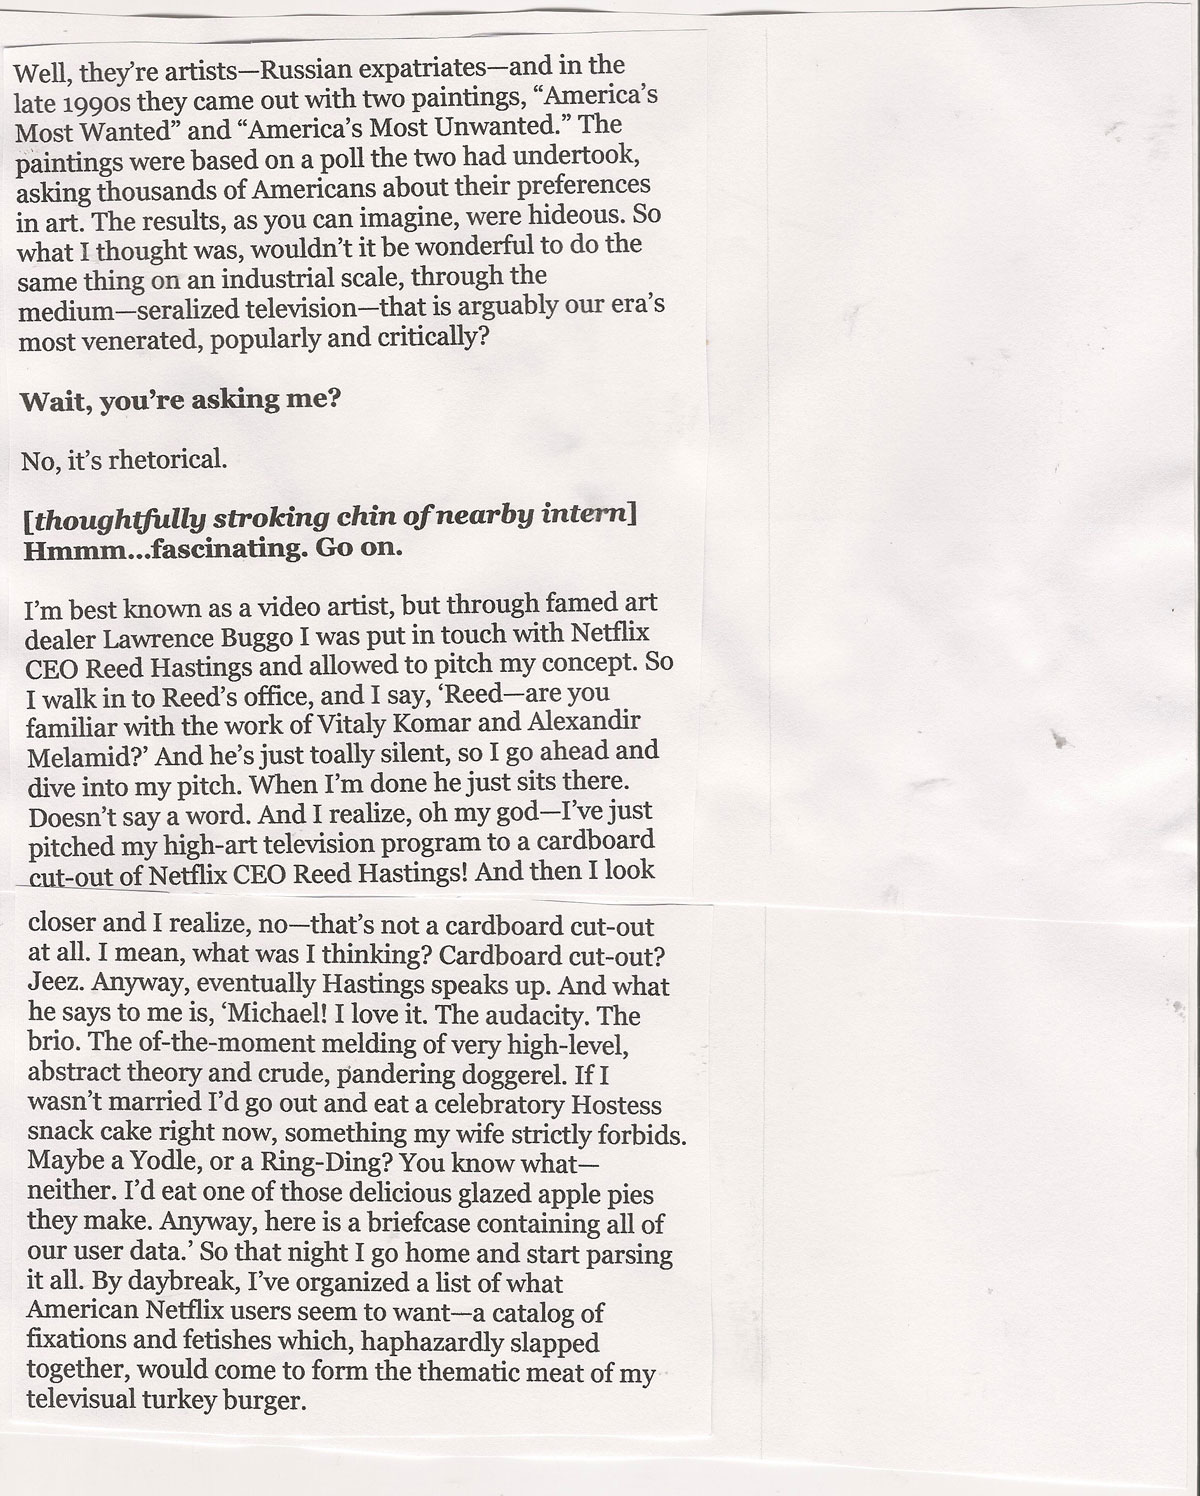 Well, they’re artists—Russian expatriates—and in the
late 1990s they came out with two paintings, “America’s
Most Wanted” and “America’s Most Unwanted.” The
paintings were based on a poll the two had undertook,
asking thousands of Americans about their preferences
in art. The results, as you can imagine, were hideous. So
what I thought was, wouldn’t it be wonderful to do the
same thing on an industrial scale, through the
medium—seralized television—that is arguably our era’s
most venerated, popularly and critically?
Wait, you’re asking me?
No, it’s rhetorical.
[thoughtfully stroking chin of nearby intern]
Hmmm...fascinating. Go on.
I’m best known as a video artist, but through famed art
dealer Lawrence Buggo I was put in touch with Netflix
CEO Reed Hastings and allowed to pitch my concept. So
I walk in to Reed’s office, and I say, ‘Reed—are you
familiar with the work of Vitaly Komar and Alexandir
Melamid?’ And he’s just toally silent, so I go ahead and
dive into my pitch. When I’m done he just sits there.
Doesn’t say a word. And I realize, oh my god—I’ve just
pitched my high-art television program to a cardboard
cut-out of Netflix CEO Reed Hastings! And then I look
closer and I realize, no—that’s not a cardboard cut-out
at all. I mean, what was I thinking? Cardboard cut-out?
Jeez. Anyway, eventually Hastings speaks up. And what
he says to me is, ‘Michael! I love it. The audacity. The
brio. The of-the-moment melding of very high-level,
abstract theory and crude, pandering doggerel. If I
wasn’t married I’d go out and eat a celebratory Hostess
snack cake right now, something my wife strictly forbids.
Maybe a Yodle, or a Ring-Ding? You know what—
neither. I’d eat one of those delicious glazed apple pies
they make. Anyway, here is a briefcase containing all of
our user data.’ So that night I go home and start parsing
it all. By daybreak, I’ve organized a list of what
American Netflix users seem to want—a catalog of
fixations and fetishes which, haphazardly slapped
together, would come to form the thematic meat of my
televisual turkey burger.